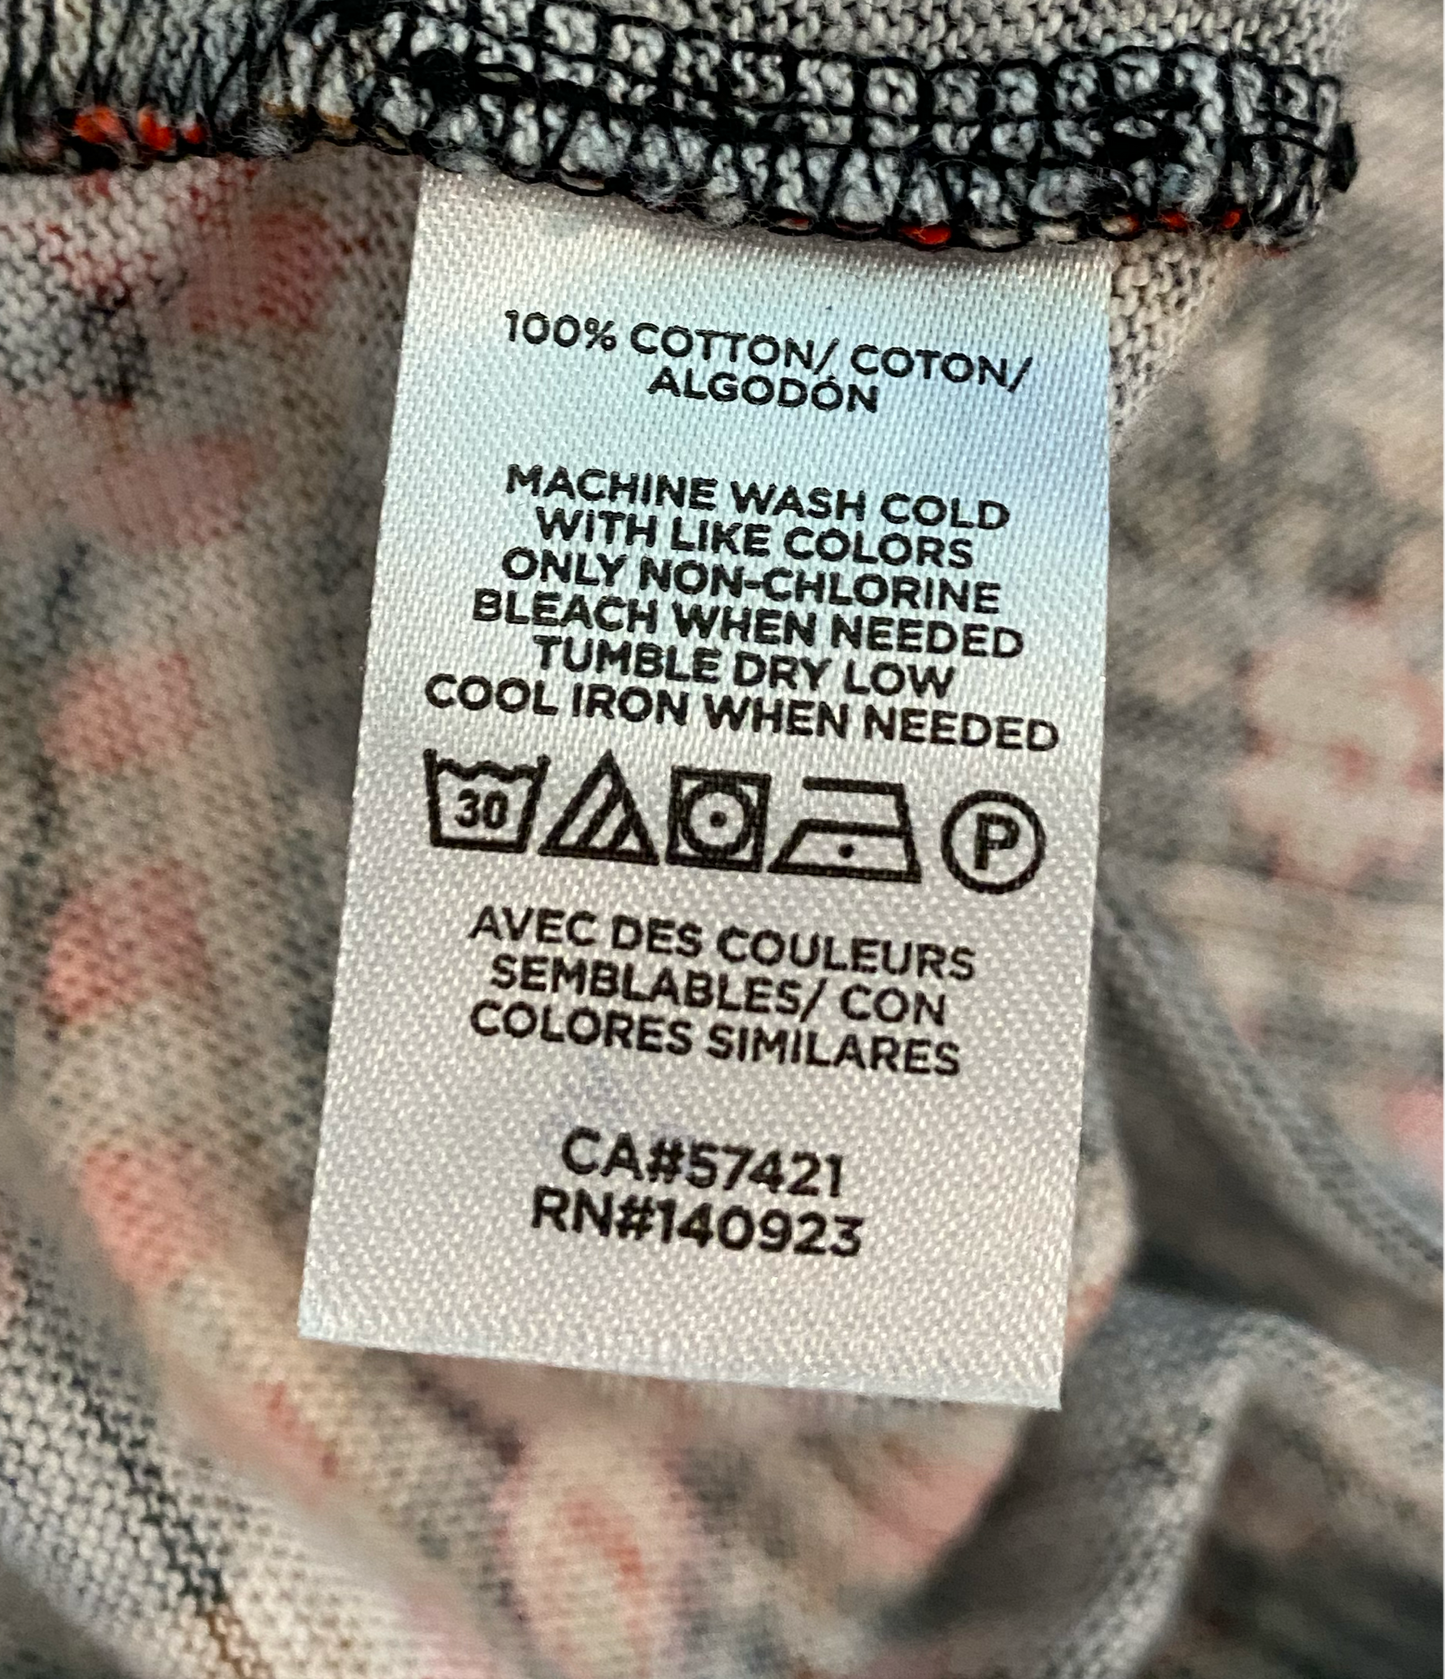 100% COTTON/ COTON/
ALGODÓN
MACHINE WASH COLD
WITH LIKE COLORS
ONLY NON-CHLORINE
BLEACH WHEN NEEDED
TUMBLE DRY LOW
COOL IRON WHEN NEEDED
30 P
AVEC DES COULEURS
SEMBLABLES/ CON
COLORES SIMILARES
CA#57421
RN#140923